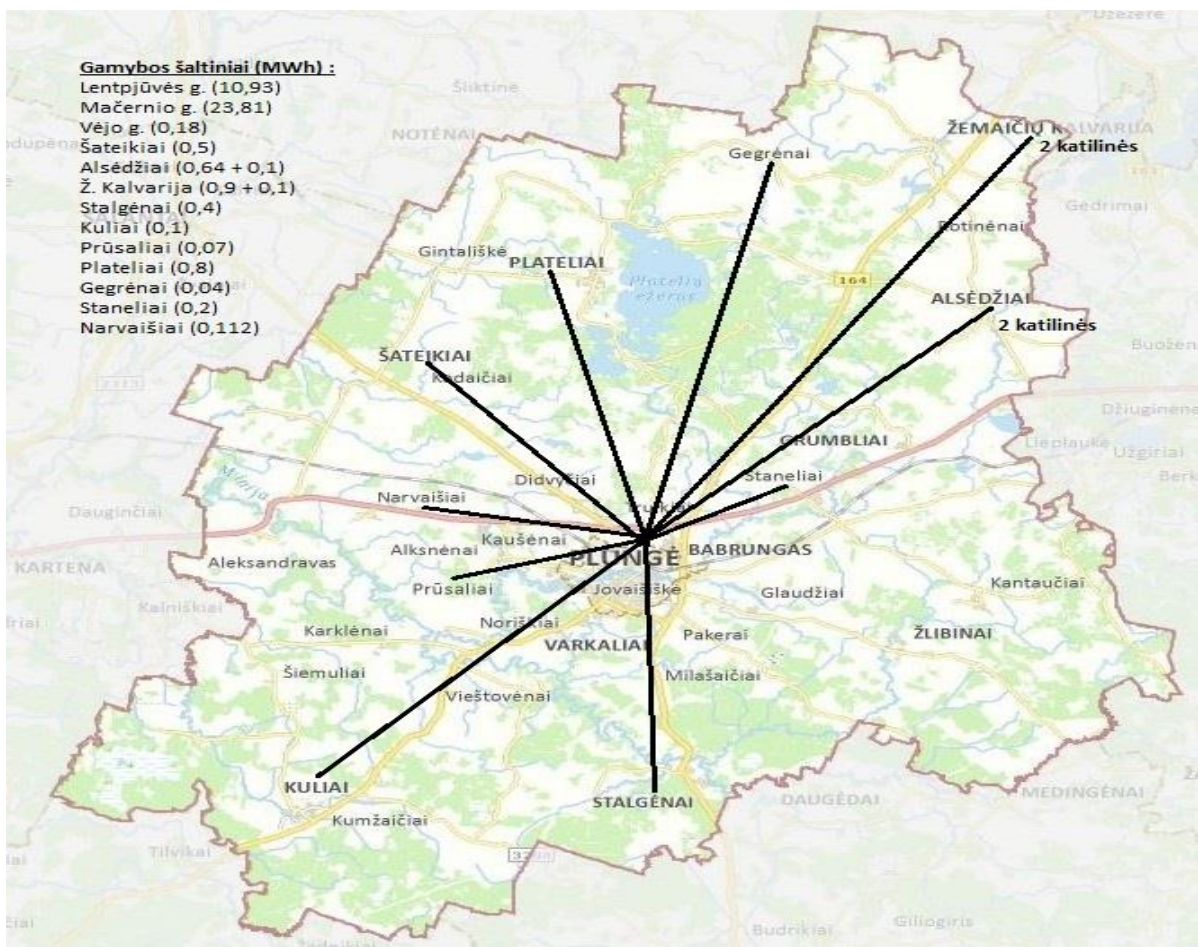 Užežerė
Gamybos šaltiniai (MWh) :
Lentpjūvės g. (10,93)
Mačernio g. (23,81)
Vėjo g. (0,18)
Šateikiai (0,5)
Alsėdžiai (0,64 + 0,1)
Ž. Kalvarija (0,9 + 0,1)
Stalgėnai (0,4)
Kuliai (0,1)
Prūsaliai (0,07)
Plateliai (0,8)
Gegrėnai (0,04)
Staneliai (0,2)
Narvaišiai (0,112)
Šliktinė
NOTĖNAI
ŽEMAIČIŲ KALVARIJA
2 katilinės
Gegrėnai
Gedrimai
Rotinėnai
Gintališkė
PLATELIAI
Platelių
ežeras
164
ALSĖDŽIAI
2 katilinės
ŠATEIKIAI
Kadaičiai
Džiuginėnai
GRUMBLIAI
Lieplaukė
Užgiriai
Minija
Didvyčiai
Staneliai
Narvaišiai
Dauginčiai
Kaušėnai
Alksnėnai
BABRUNGAS
PLUNGĖ
KARTENA
Aleksandravas
Prūsaliai
Jovaišiškė
Glaudžiai
Kantaučiai
Kalniškiai
Karklėnai
Noriškiai
VARKALIAI
Pakerai
ŽLIBINAI
Šiemuliai
Milašaičiai
Vieštovėnai
KULIAI
STALGĖNAI
DAUGĖDAI
MEDINGĖNAI
Kumžaičiai
Tilvikai
Budrikiai
Giliogiris